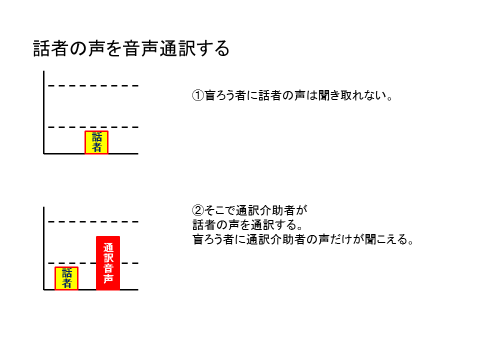 話者の声を音声通訳する
①盲ろう者に話者の声は聞き取れない。
話者
②そこで通訳介助者が
話者の声を通訳する。
盲ろう者に通訳介助者の声だけが聞こえる。
話者
通訳音声